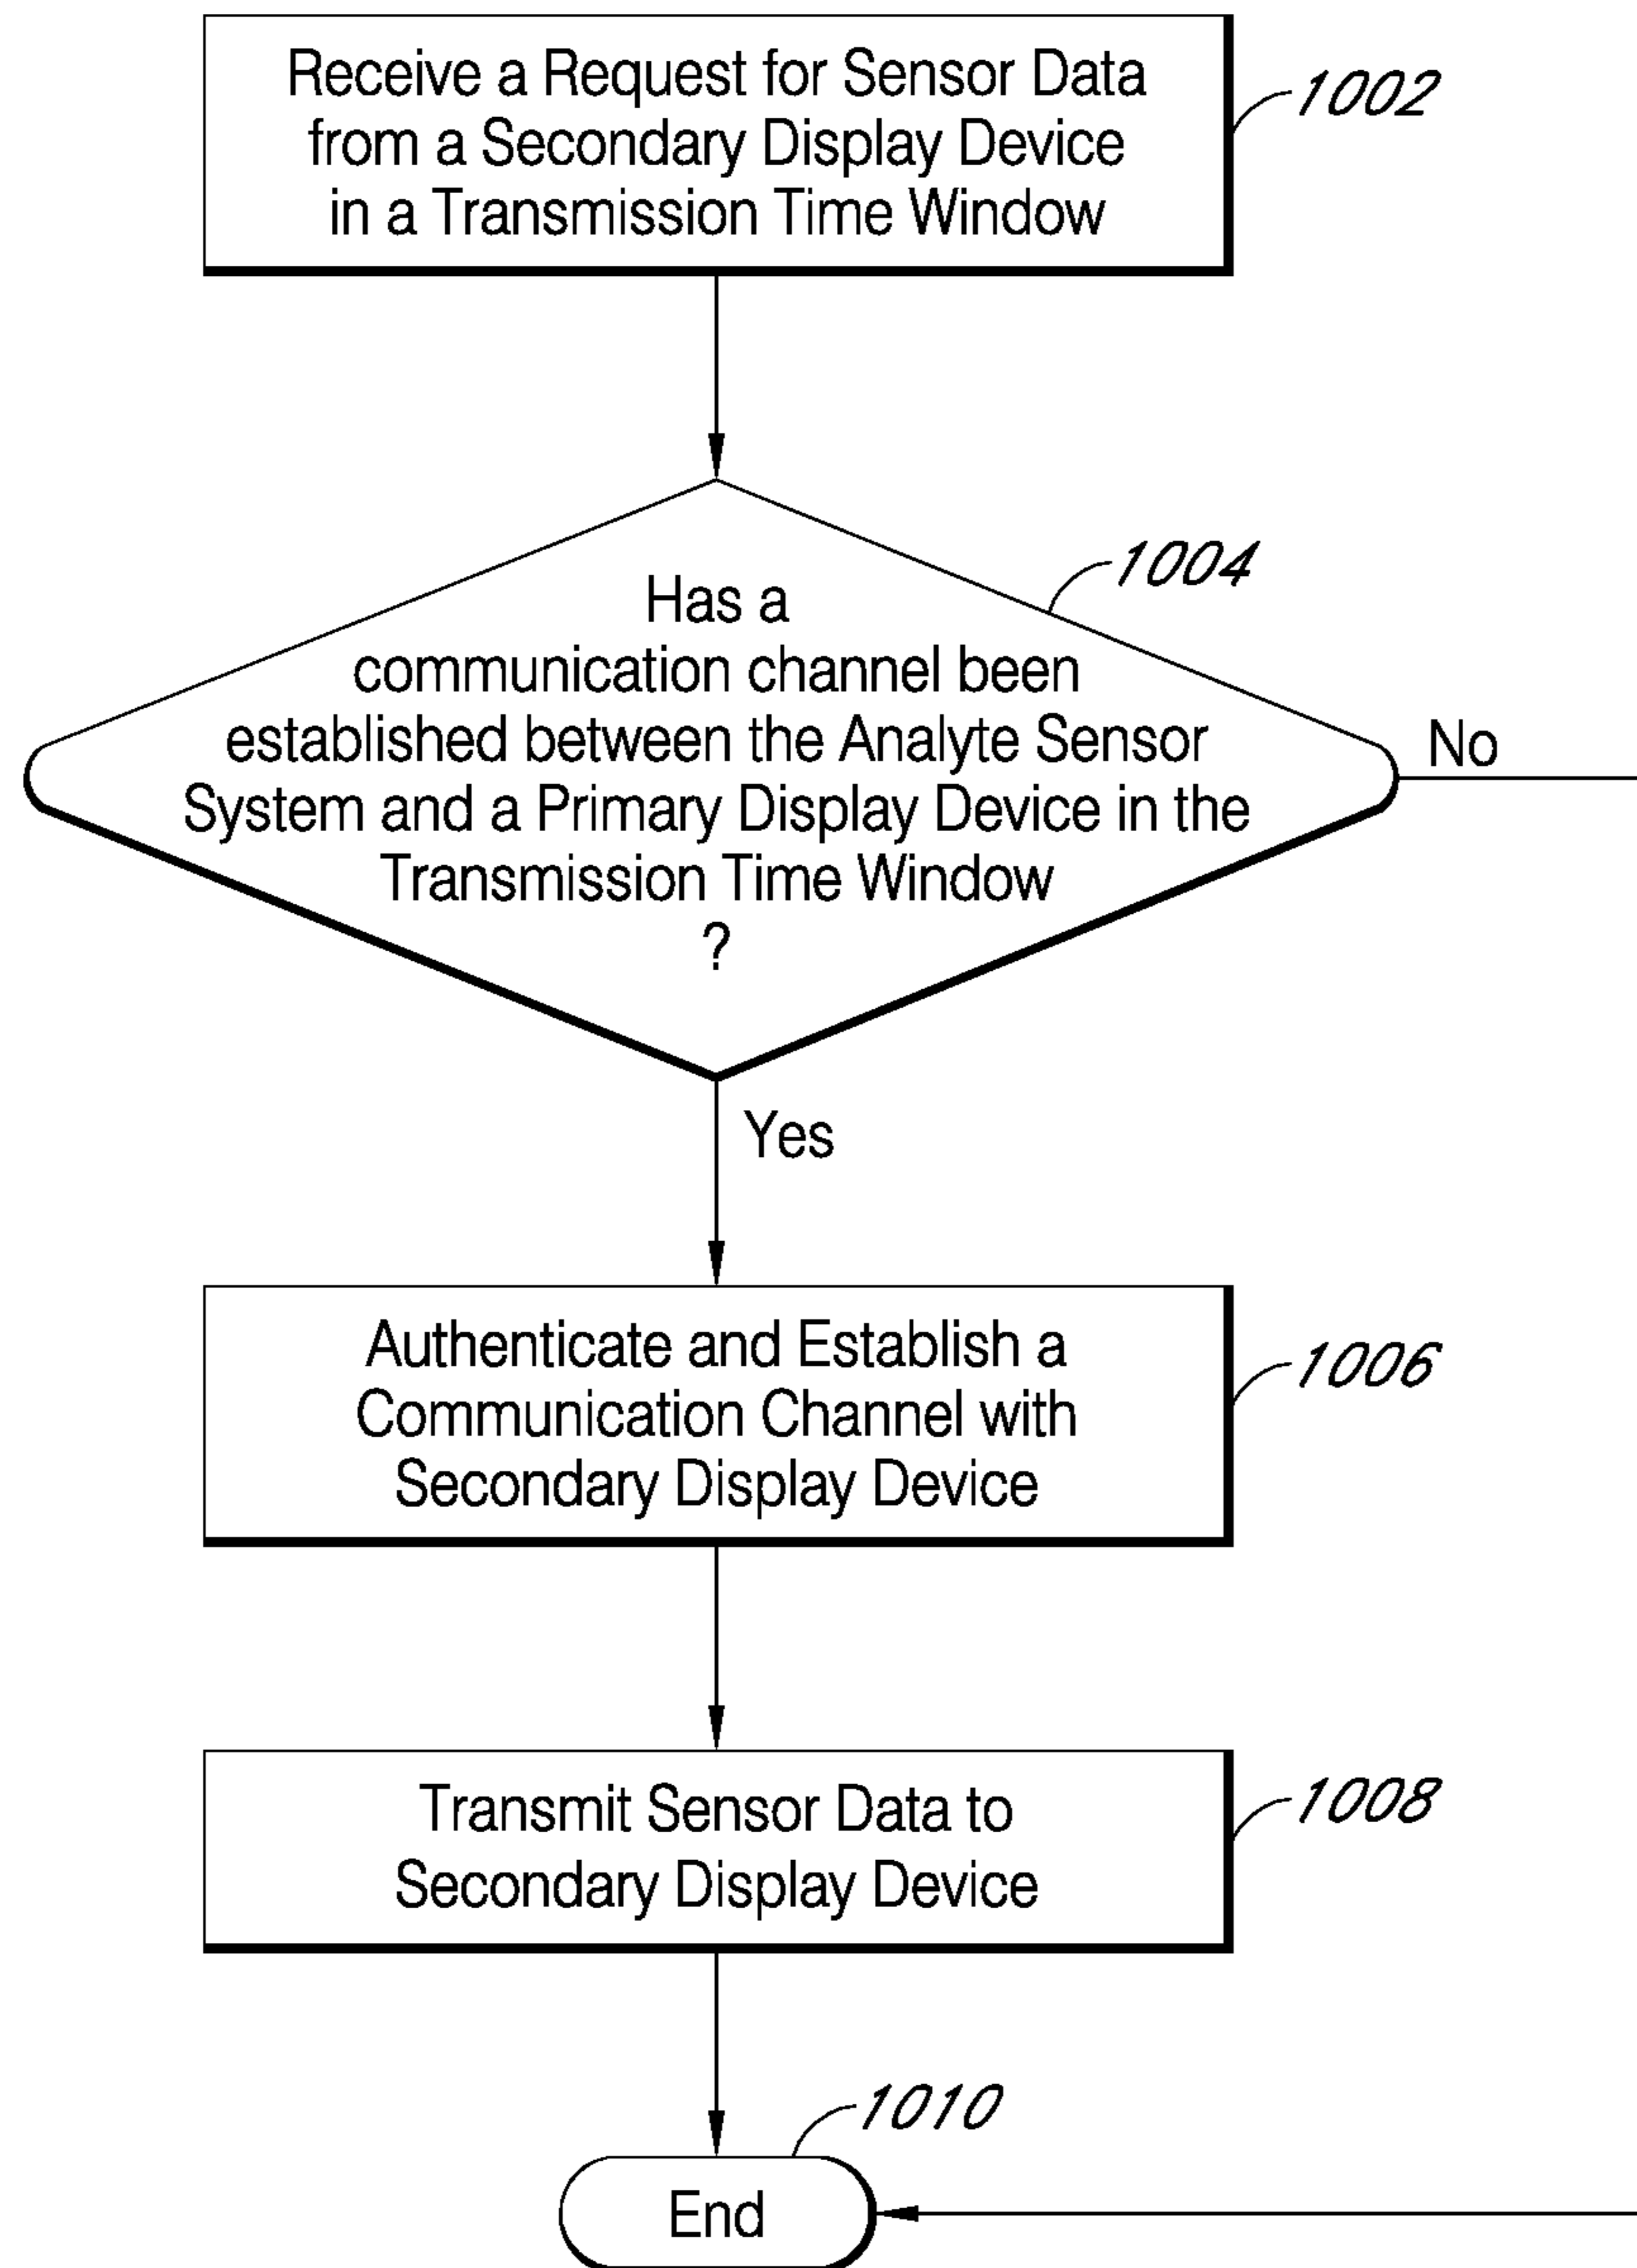 Receive a Request for Sensor Data
from a Secondary Display Device
in a Transmission Time Window
1002
1004
Has a
communication channel been
established between the Analyte Sensor
System and a Primary Display Device in the
Transmission Time Window
?
No
Yes
Authenticate and Establish a
Communication Channel with
Secondary Display Device
1006
Transmit Sensor Data to
Secondary Display Device
1008
1010
End